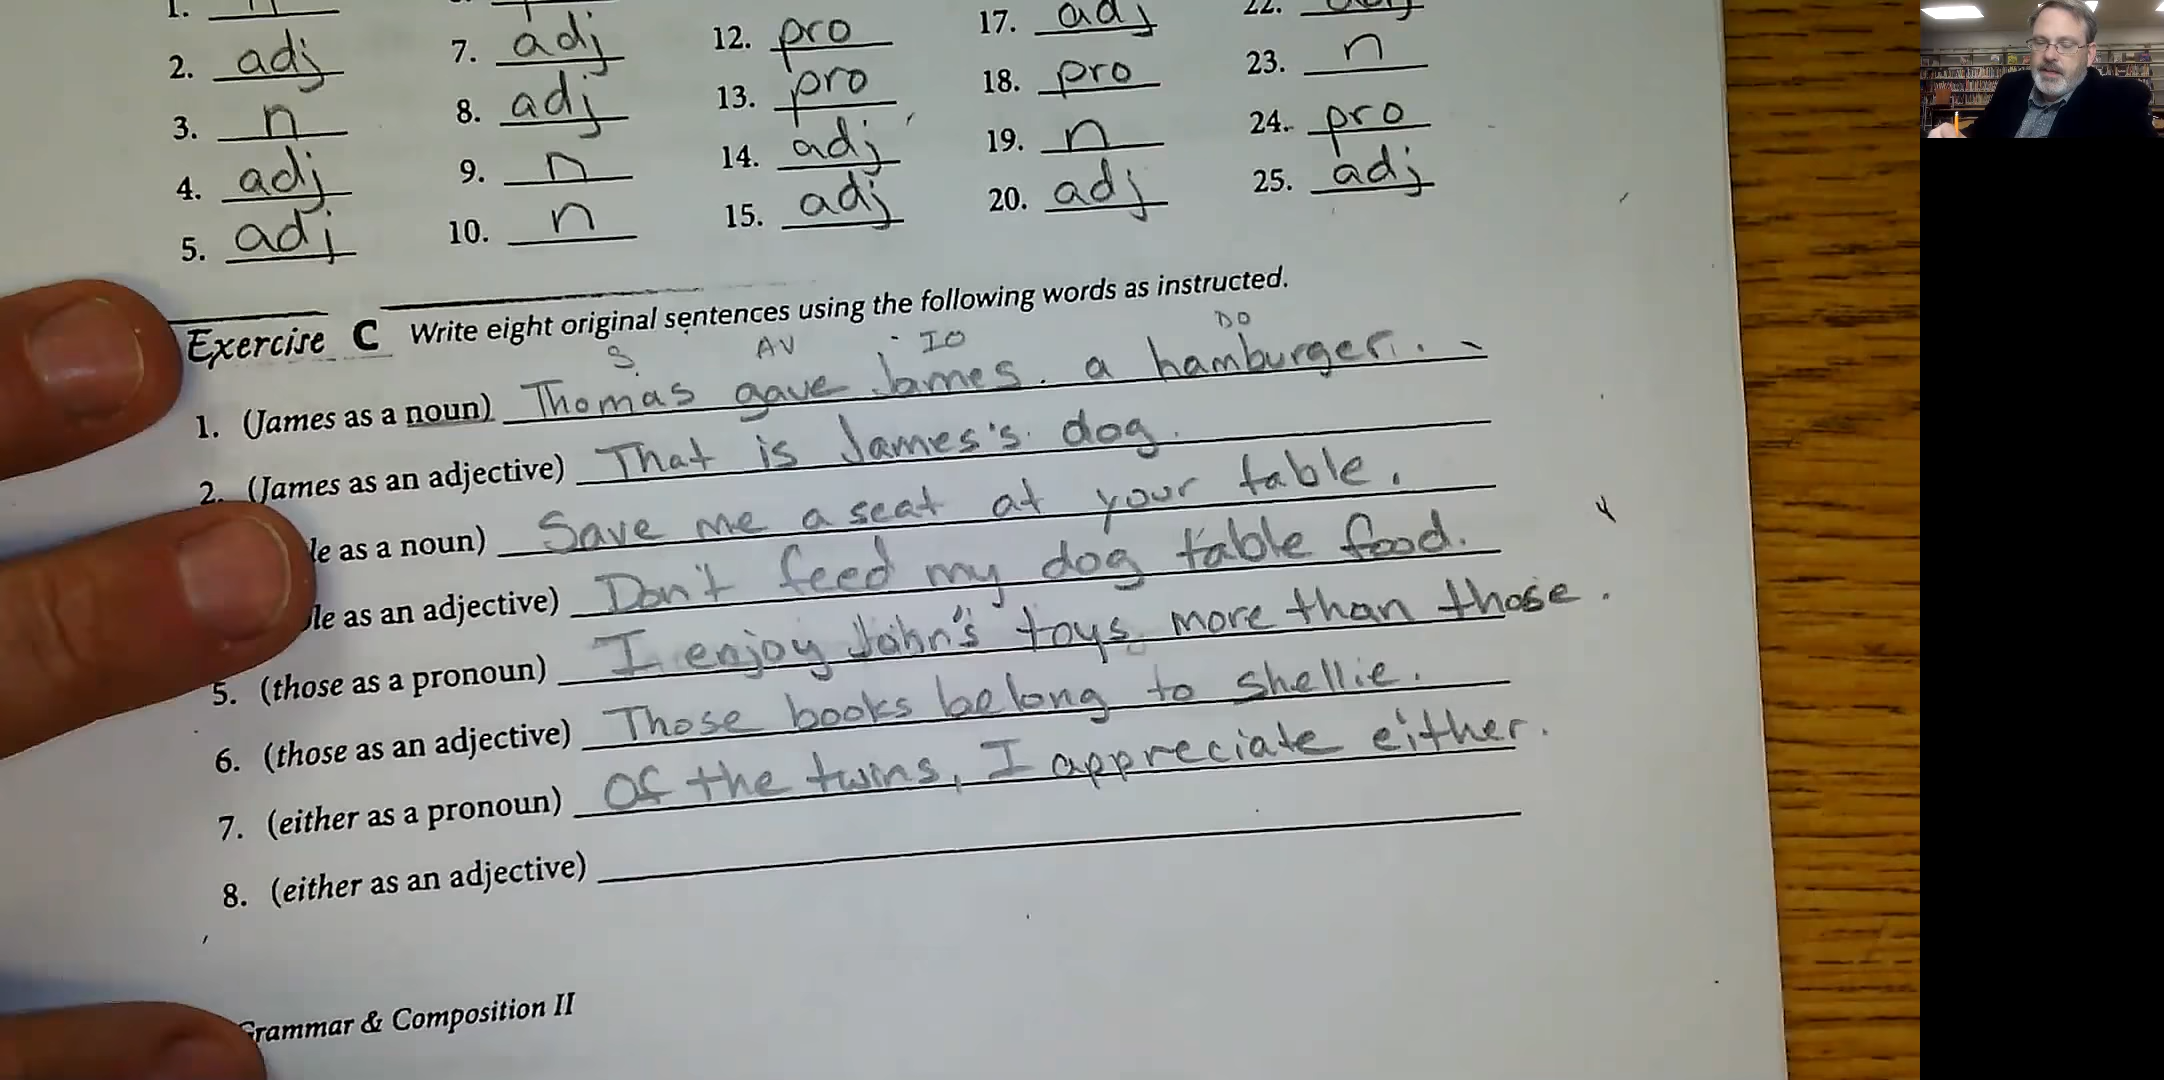 1. n
2. adj 7. adj 12. pro 17. adj 22. adj
3. n 8. adj 13. pro 18. pro 23. n
4. adj 9. n 14. adj 19. n 24. pro
5. adj 10. n 15. adj 20. adj 25. adj
Exercise C Write eight original sentences using the following words as instructed.
S AV IO DO
1. (James as a noun) Thomas gave James a hamburger.
2. (James as an adjective) That is James's dog.
le as a noun) Save me a seat at your table.
le as an adjective) Don't feed my dog table food.
5. (those as a pronoun) I enjoy John's toys more than those.
6. (those as an adjective) Those books belong to Shellie.
7. (either as a pronoun) Of the twins, I appreciate either.
8. (either as an adjective)
Grammar & Composition II